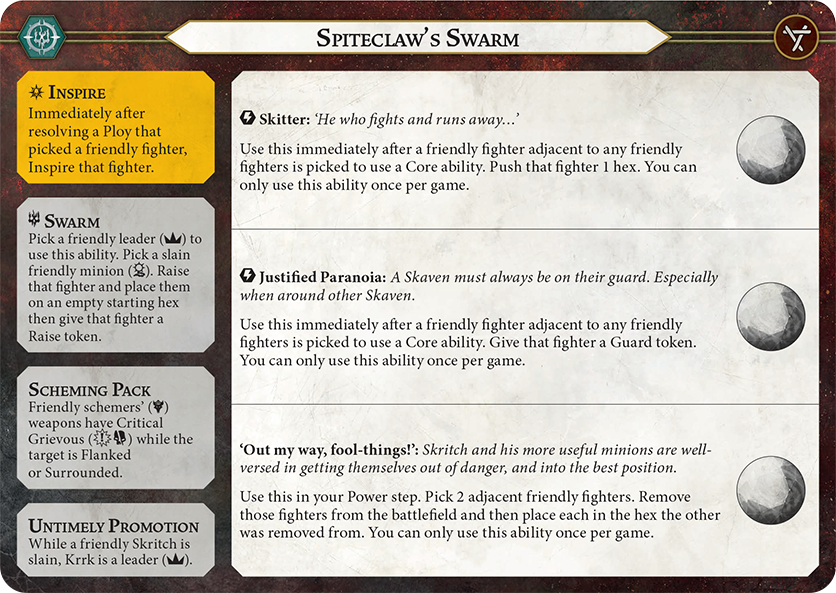 Spiteclaw's Swarm
Inspire
Immediately after
resolving a Ploy that
picked a friendly fighter,
Inspire that fighter.
Swarm
Pick a friendly leader () to
use this ability. Pick a slain
friendly minion (). Raise
that fighter and place them
on an empty starting hex
then give that fighter a
Raise token.
Scheming Pack
Friendly schemers' ()
weapons have Critical
Grievous () while the
target is Flanked
or Surrounded.
Untimely Promotion
While a friendly Skritch is
slain, Krrk is a leader ().
Skitter: 'He who fights and runs away…'
Use this immediately after a friendly fighter adjacent to any friendly
fighters is picked to use a Core ability. Push that fighter 1 hex. You can
only use this ability once per game.
Justified Paranoia: A Skaven must always be on their guard. Especially
when around other Skaven.
Use this immediately after a friendly fighter adjacent to any friendly
fighters is picked to use a Core ability. Give that fighter a Guard token.
You can only use this ability once per game.
'Out my way, fool-things!': Skritch and his more useful minions are well-
versed in getting themselves out of danger, and into the best position.
Use this in your Power step. Pick 2 adjacent friendly fighters. Remove
those fighters from the battlefield and then place each in the hex the other
was removed from. You can only use this ability once per game.